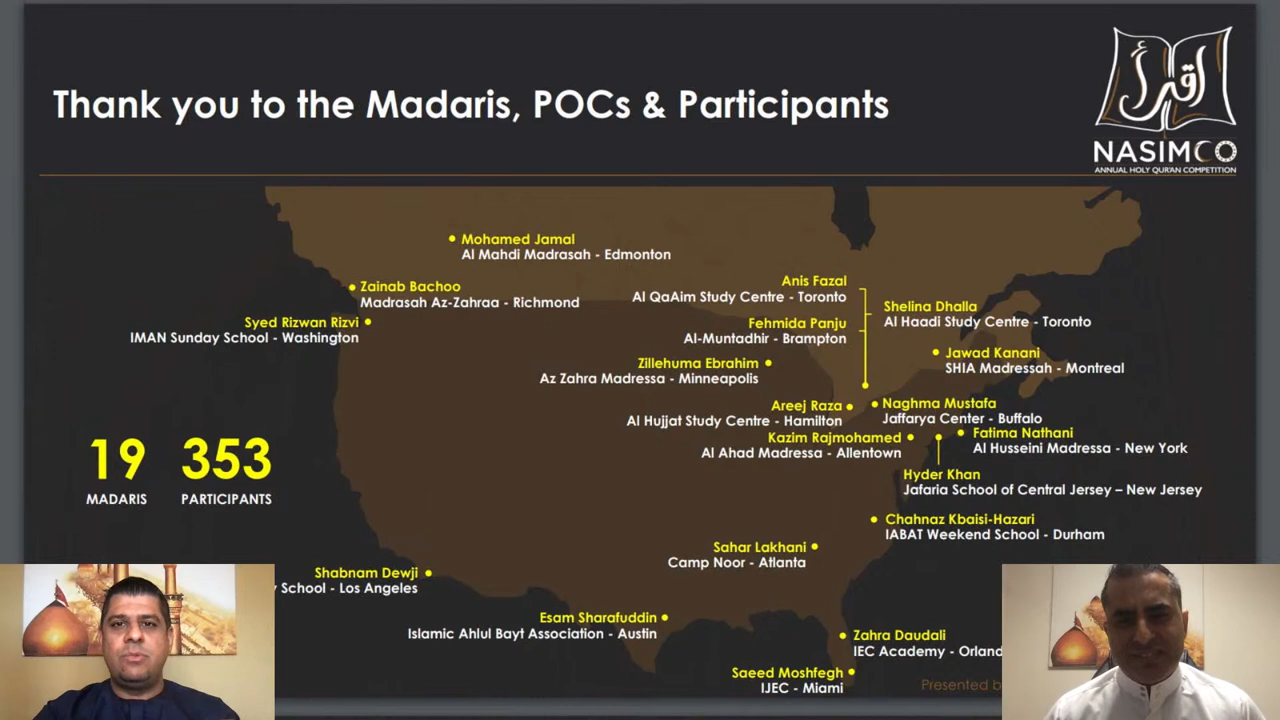 Thank you to the Madaris, POCs & Participants
اقرأ
NASIMCO
ANNUAL HOLY QUR'AN COMPETITION
Mohamed Jamal
Al Mahdi Madrasah - Edmonton
Zainab Bachoo
Madrasah Az-Zahraa - Richmond
Syed Rizwan Rizvi
IMAN Sunday School - Washington
Anis Fazal
Al QaAim Study Centre - Toronto
Shelina Dhalla
Al Haadi Study Centre - Toronto
Fehmida Panju
Al-Muntadhir - Brampton
Jawad Kanani
SHIA Madressah - Montreal
Zillehuma Ebrahim
Az Zahra Madressa - Minneapolis
Areej Raza
Al Hujjat Study Centre - Hamilton
Naghma Mustafa
Jaffarya Center - Buffalo
Kazim Rajmohamed
Al Ahad Madressa - Allentown
Fatima Nathani
Al Husseini Madressa - New York
Hyder Khan
Jafaria School of Central Jersey – New Jersey
19
MADARIS
353
PARTICIPANTS
Chahnaz Kbaisi-Hazari
IABAT Weekend School - Durham
Sahar Lakhani
Camp Noor - Atlanta
Shabnam Dewji
School - Los Angeles
Esam Sharafuddin
Islamic Ahlul Bayt Association - Austin
Zahra Daudali
IEC Academy - Orland
Saeed Moshfegh
IJEC - Miami
Presented